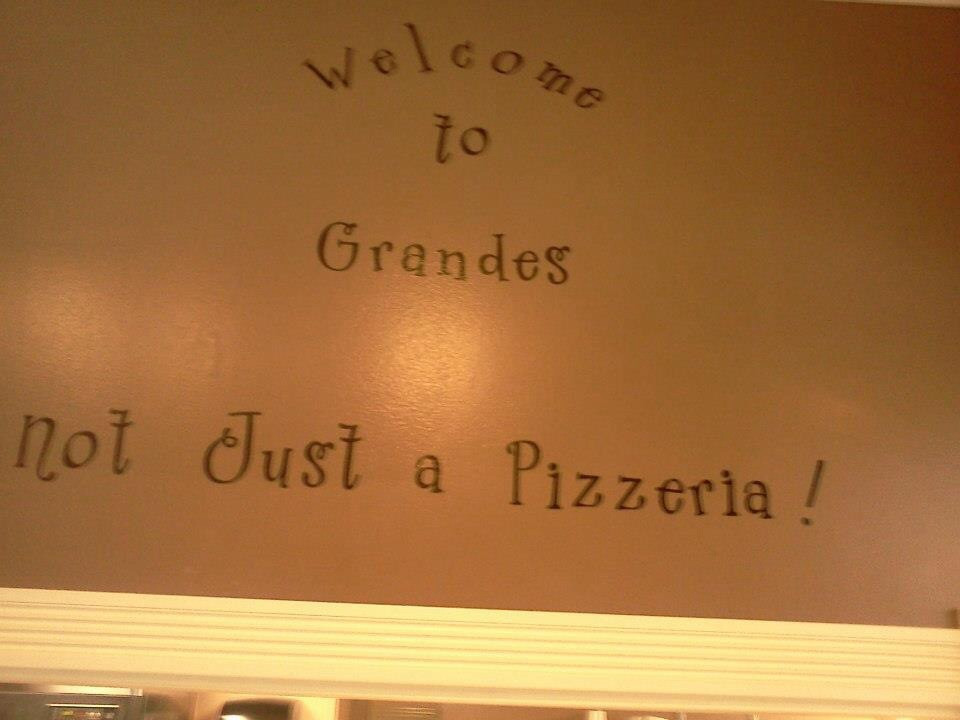 Welcome
to
Grandes
not Just a Pizzeria!